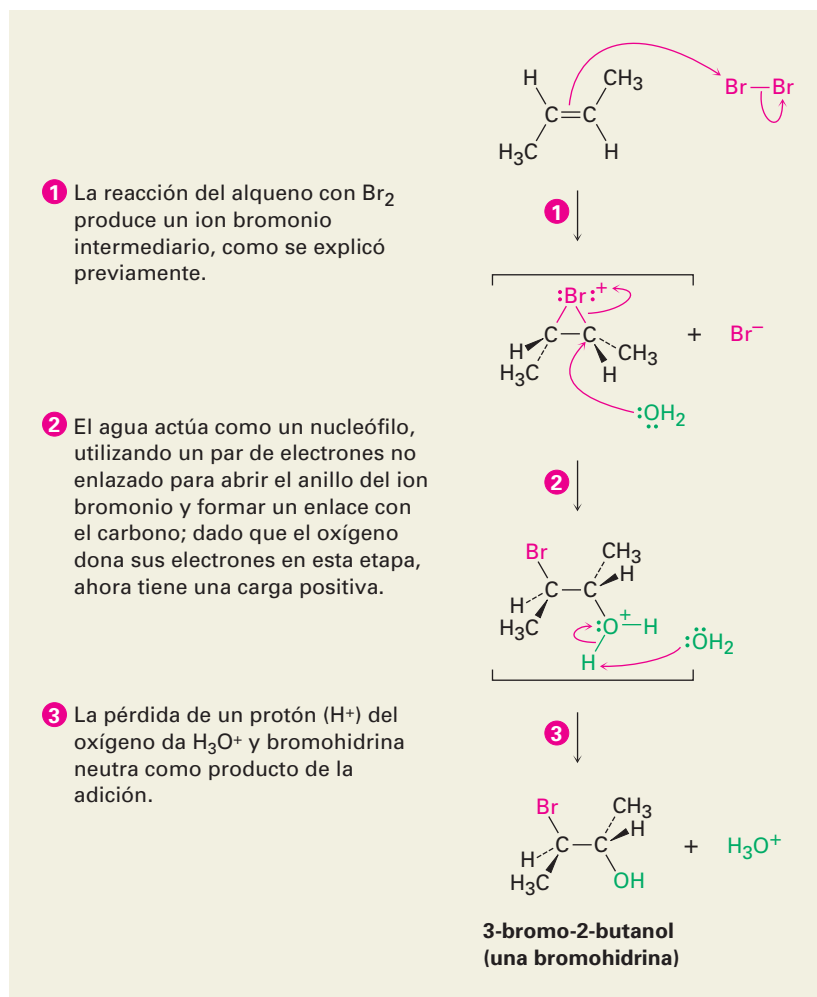 H CH3
Br—Br
C=C
H3C H
1 La reacción del alqueno con Br2
produce un ion bromonio
intermediario, como se explicó
previamente.
1
:Br:+
C—C + Br−
H CH3
H3C H
:ÖH2
2 El agua actúa como un nucleófilo,
utilizando un par de electrones no
enlazado para abrir el anillo del ion
bromonio y formar un enlace con
el carbono; dado que el oxígeno
dona sus electrones en esta etapa,
ahora tiene una carga positiva.
2
Br CH3
H
C—C
H
H3C :O+—H
H :ÖH2
3 La pérdida de un protón (H+) del
oxígeno da H3O+ y bromohidrina
neutra como producto de la
adición.
3
Br CH3
H
C—C + H3O+
H
H3C OH
3-bromo-2-butanol
(una bromohidrina)